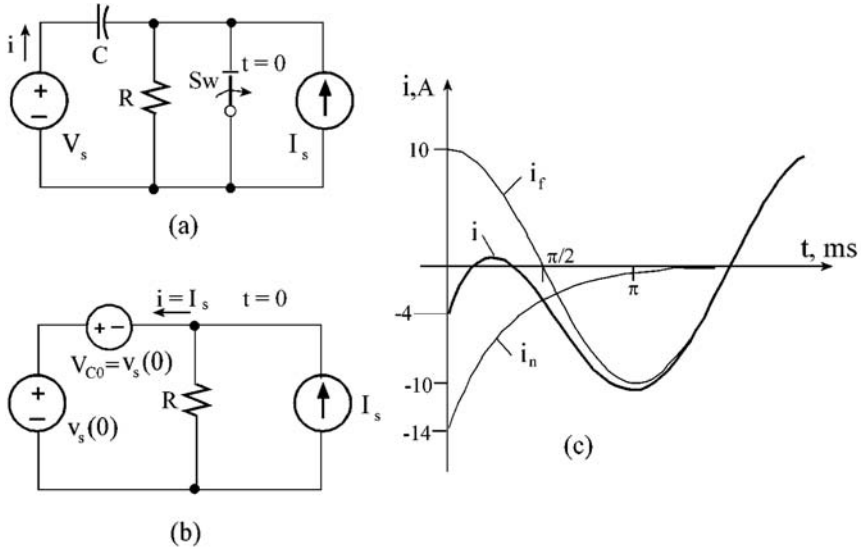 i
C
R
Sw
t = 0
V_s
I_s
(a)
i = I_s
t = 0
V_C0 = v_s(0)
R
v_s(0)
I_s
(b)
i, A
10
i_f
i
π/2
t, ms
π
-4
i_n
-10
-14
(c)